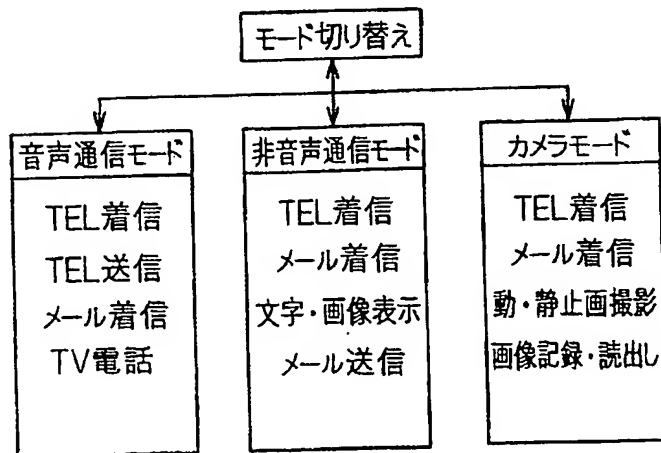 モード切り替え
音声通信モード
TEL着信
TEL送信
メール着信
TV電話
非音声通信モード
TEL着信
メール着信
文字・画像表示
メール送信
カメラモード
TEL着信
メール着信
動・静止画撮影
画像記録・読出し